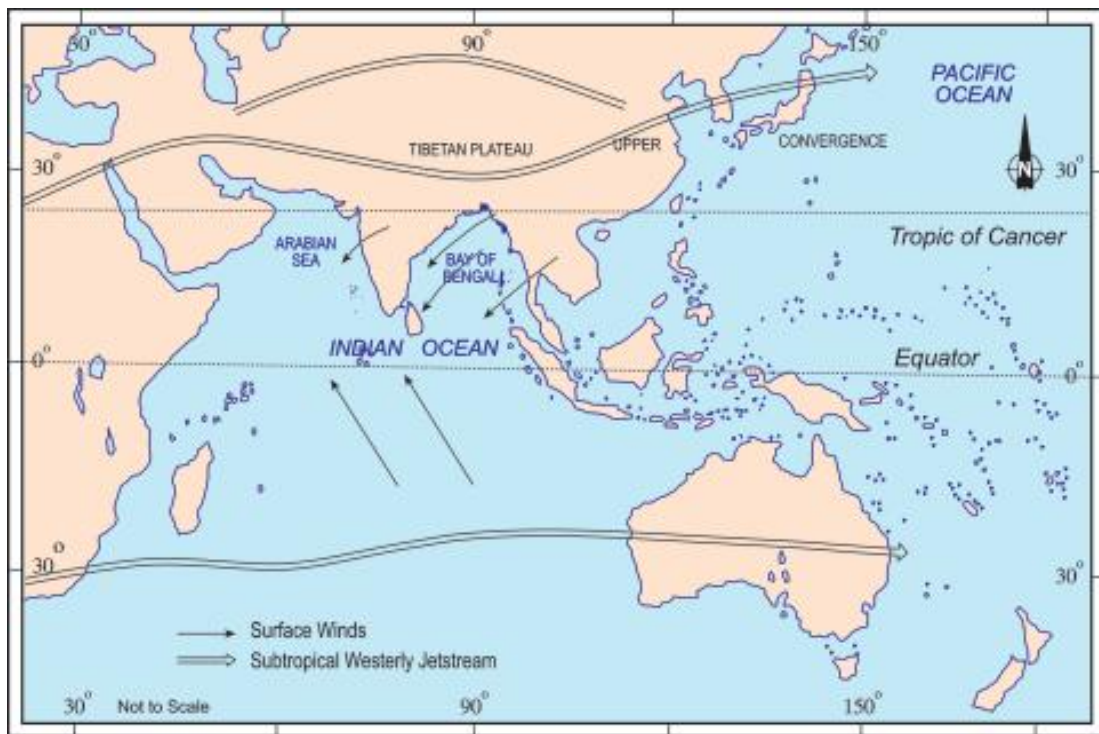 30°
90°
150°
PACIFIC
OCEAN
TIBETAN PLATEAU
UPPER
CONVERGENCE
N
30°
30°
ARABIAN
SEA
BAY OF
BENGAL
Tropic of Cancer
INDIAN OCEAN
Equator
0°
0°
30°
30°
Surface Winds
Subtropical Westerly Jetstream
30°
Not to Scale
90°
150°